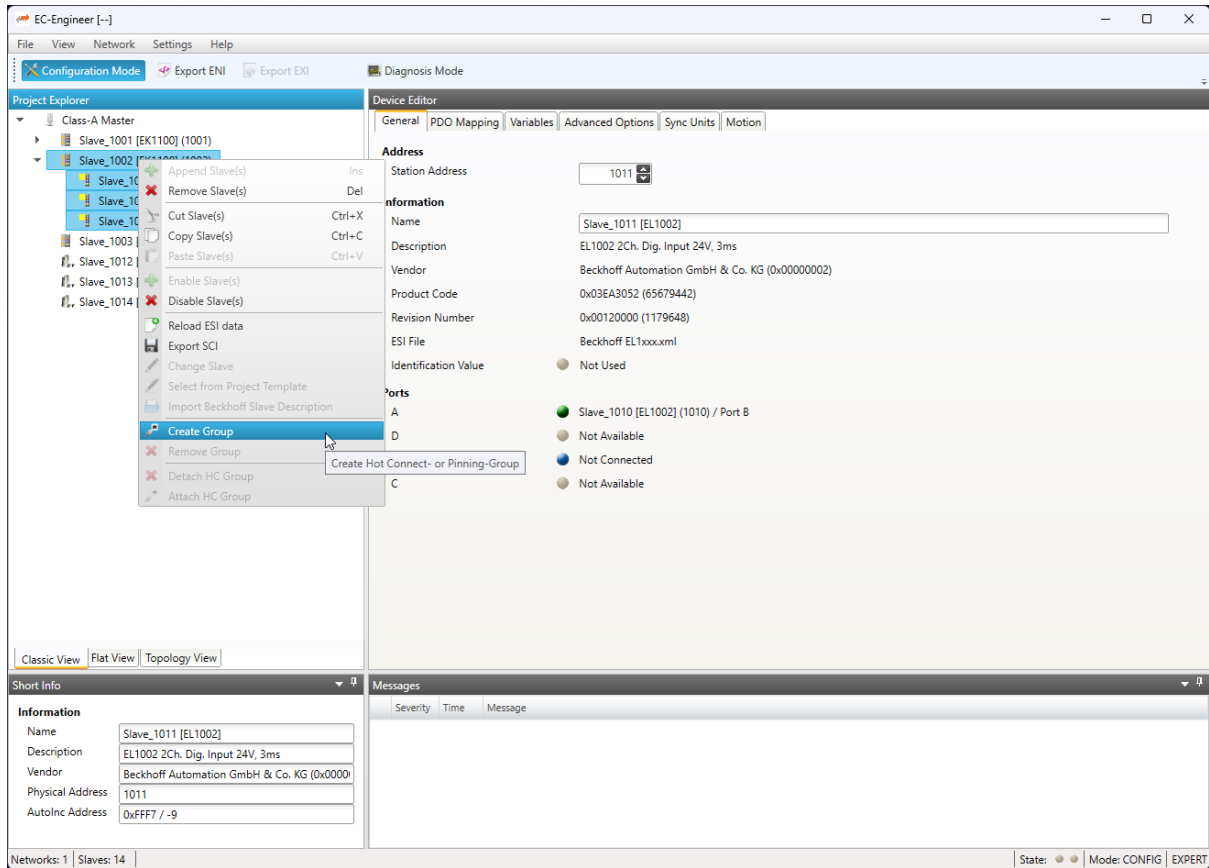 EC-Engineer [--]
File View Network Settings Help
Configuration Mode Export ENI Export EXI Diagnosis Mode
Project Explorer
Class-A Master
Slave_1001 [EK1100] (1001)
Slave_1002 [EK1100] (1002)
Slave_10
Slave_10
Slave_10
Slave_1003 [
Slave_1012 [
Slave_1013 [
Slave_1014 [
Append Slave(s) Ins
Remove Slave(s) Del
Cut Slave(s) Ctrl+X
Copy Slave(s) Ctrl+C
Paste Slave(s) Ctrl+V
Enable Slave(s)
Disable Slave(s)
Reload ESI data
Export SCI
Change Slave
Select from Project Template
Import Beckhoff Slave Description
Create Group
Remove Group
Detach HC Group
Attach HC Group
Create Hot Connect- or Pinning-Group
Classic View Flat View Topology View
Device Editor
General PDO Mapping Variables Advanced Options Sync Units Motion
Address
Station Address 1011
nformation
Name Slave_1011 [EL1002]
Description EL1002 2Ch. Dig. Input 24V, 3ms
Vendor Beckhoff Automation GmbH & Co. KG (0x00000002)
Product Code 0x03EA3052 (65679442)
Revision Number 0x00120000 (1179648)
ESI File Beckhoff EL1xxx.xml
Identification Value Not Used
Ports
A Slave_1010 [EL1002] (1010) / Port B
D Not Available
Not Connected
C Not Available
Short Info
Information
Name Slave_1011 [EL1002]
Description EL1002 2Ch. Dig. Input 24V, 3ms
Vendor Beckhoff Automation GmbH & Co. KG (0x0000
Physical Address 1011
AutoInc Address 0xFFF7 / -9
Messages
Severity Time Message
Networks: 1 Slaves: 14 State: Mode: CONFIG EXPERT